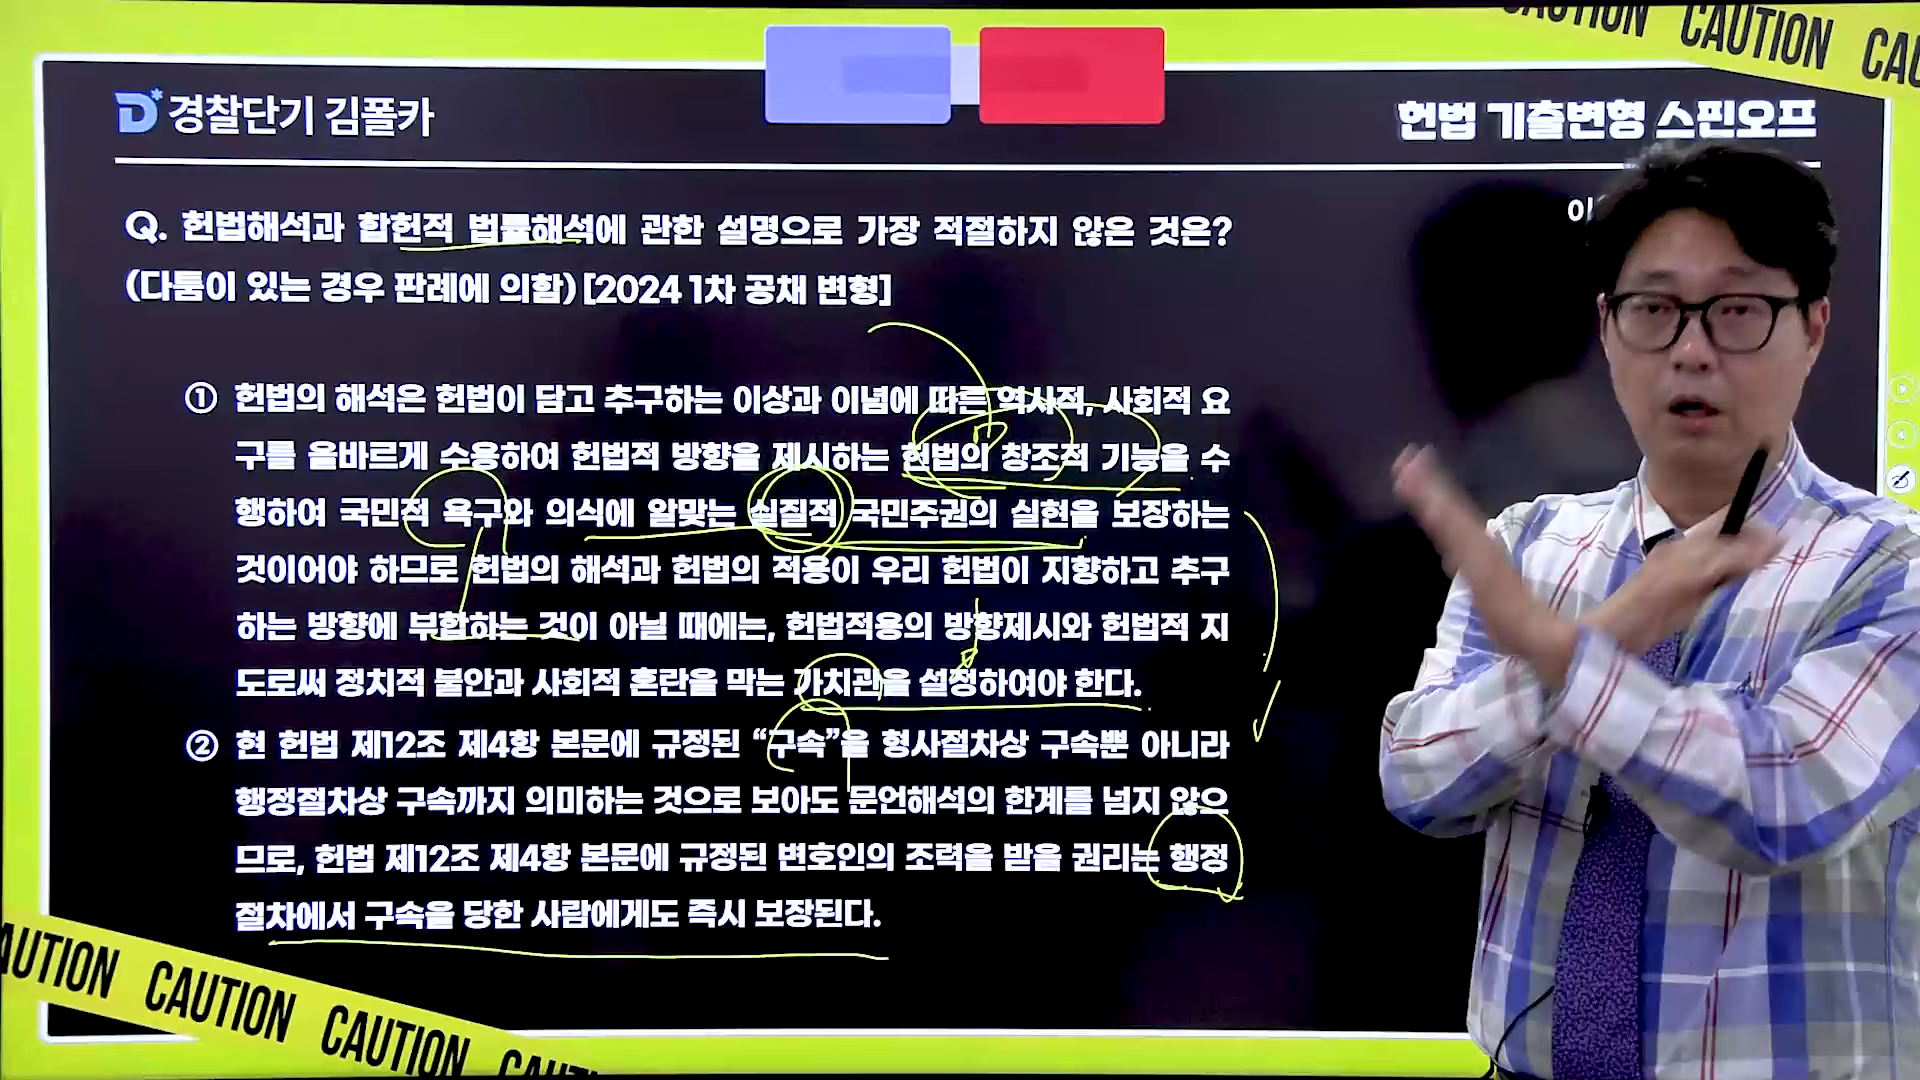 CAUTION CAUTION CAU
D 경찰단기 김폴카
헌법 기출변형 스핀오프
이
Q. 헌법해석과 합헌적 법률해석에 관한 설명으로 가장 적절하지 않은 것은?
(다툼이 있는 경우 판례에 의함) [2024 1차 공채 변형]
① 헌법의 해석은 헌법이 담고 추구하는 이상과 이념에 따른 역사적, 사회적 요
구를 올바르게 수용하여 헌법적 방향을 제시하는 헌법의 창조적 기능을 수
행하여 국민적 욕구와 의식에 알맞는 실질적 국민주권의 실현을 보장하는
것이어야 하므로 헌법의 해석과 헌법의 적용이 우리 헌법이 지향하고 추구
하는 방향에 부합하는 것이 아닐 때에는, 헌법적용의 방향제시와 헌법적 지
도로써 정치적 불안과 사회적 혼란을 막는 가치관을 설정하여야 한다.
② 현 헌법 제12조 제4항 본문에 규정된 “구속”을 형사절차상 구속뿐 아니라
행정절차상 구속까지 의미하는 것으로 보아도 문언해석의 한계를 넘지 않으
므로, 헌법 제12조 제4항 본문에 규정된 변호인의 조력을 받을 권리는 행정
절차에서 구속을 당한 사람에게도 즉시 보장된다.
AUTION CAUTION CAUTION CAUTI